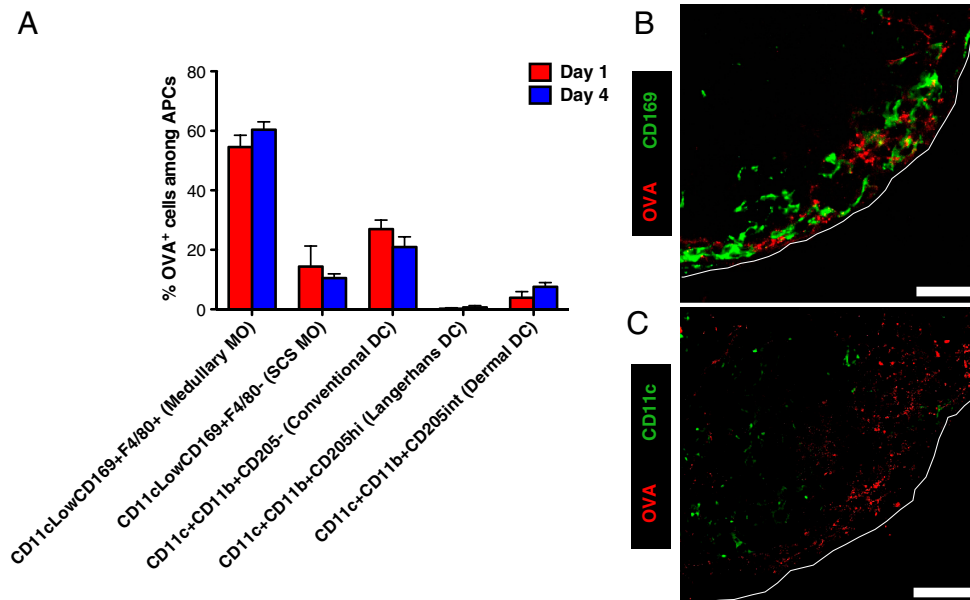 A
% OVA+ cells among APCs
80
60
40
20
0
Day 1
Day 4
CD11cLowCD169+F4/80+ (Medullary MO)
CD11cLowCD169+F4/80- (SCS MO)
CD11c+CD11b+CD205- (Conventional DC)
CD11c+CD11b+CD205hi (Langerhans DC)
CD11c+CD11b+CD205int (Dermal DC)
B
OVA CD169
C
OVA CD11c